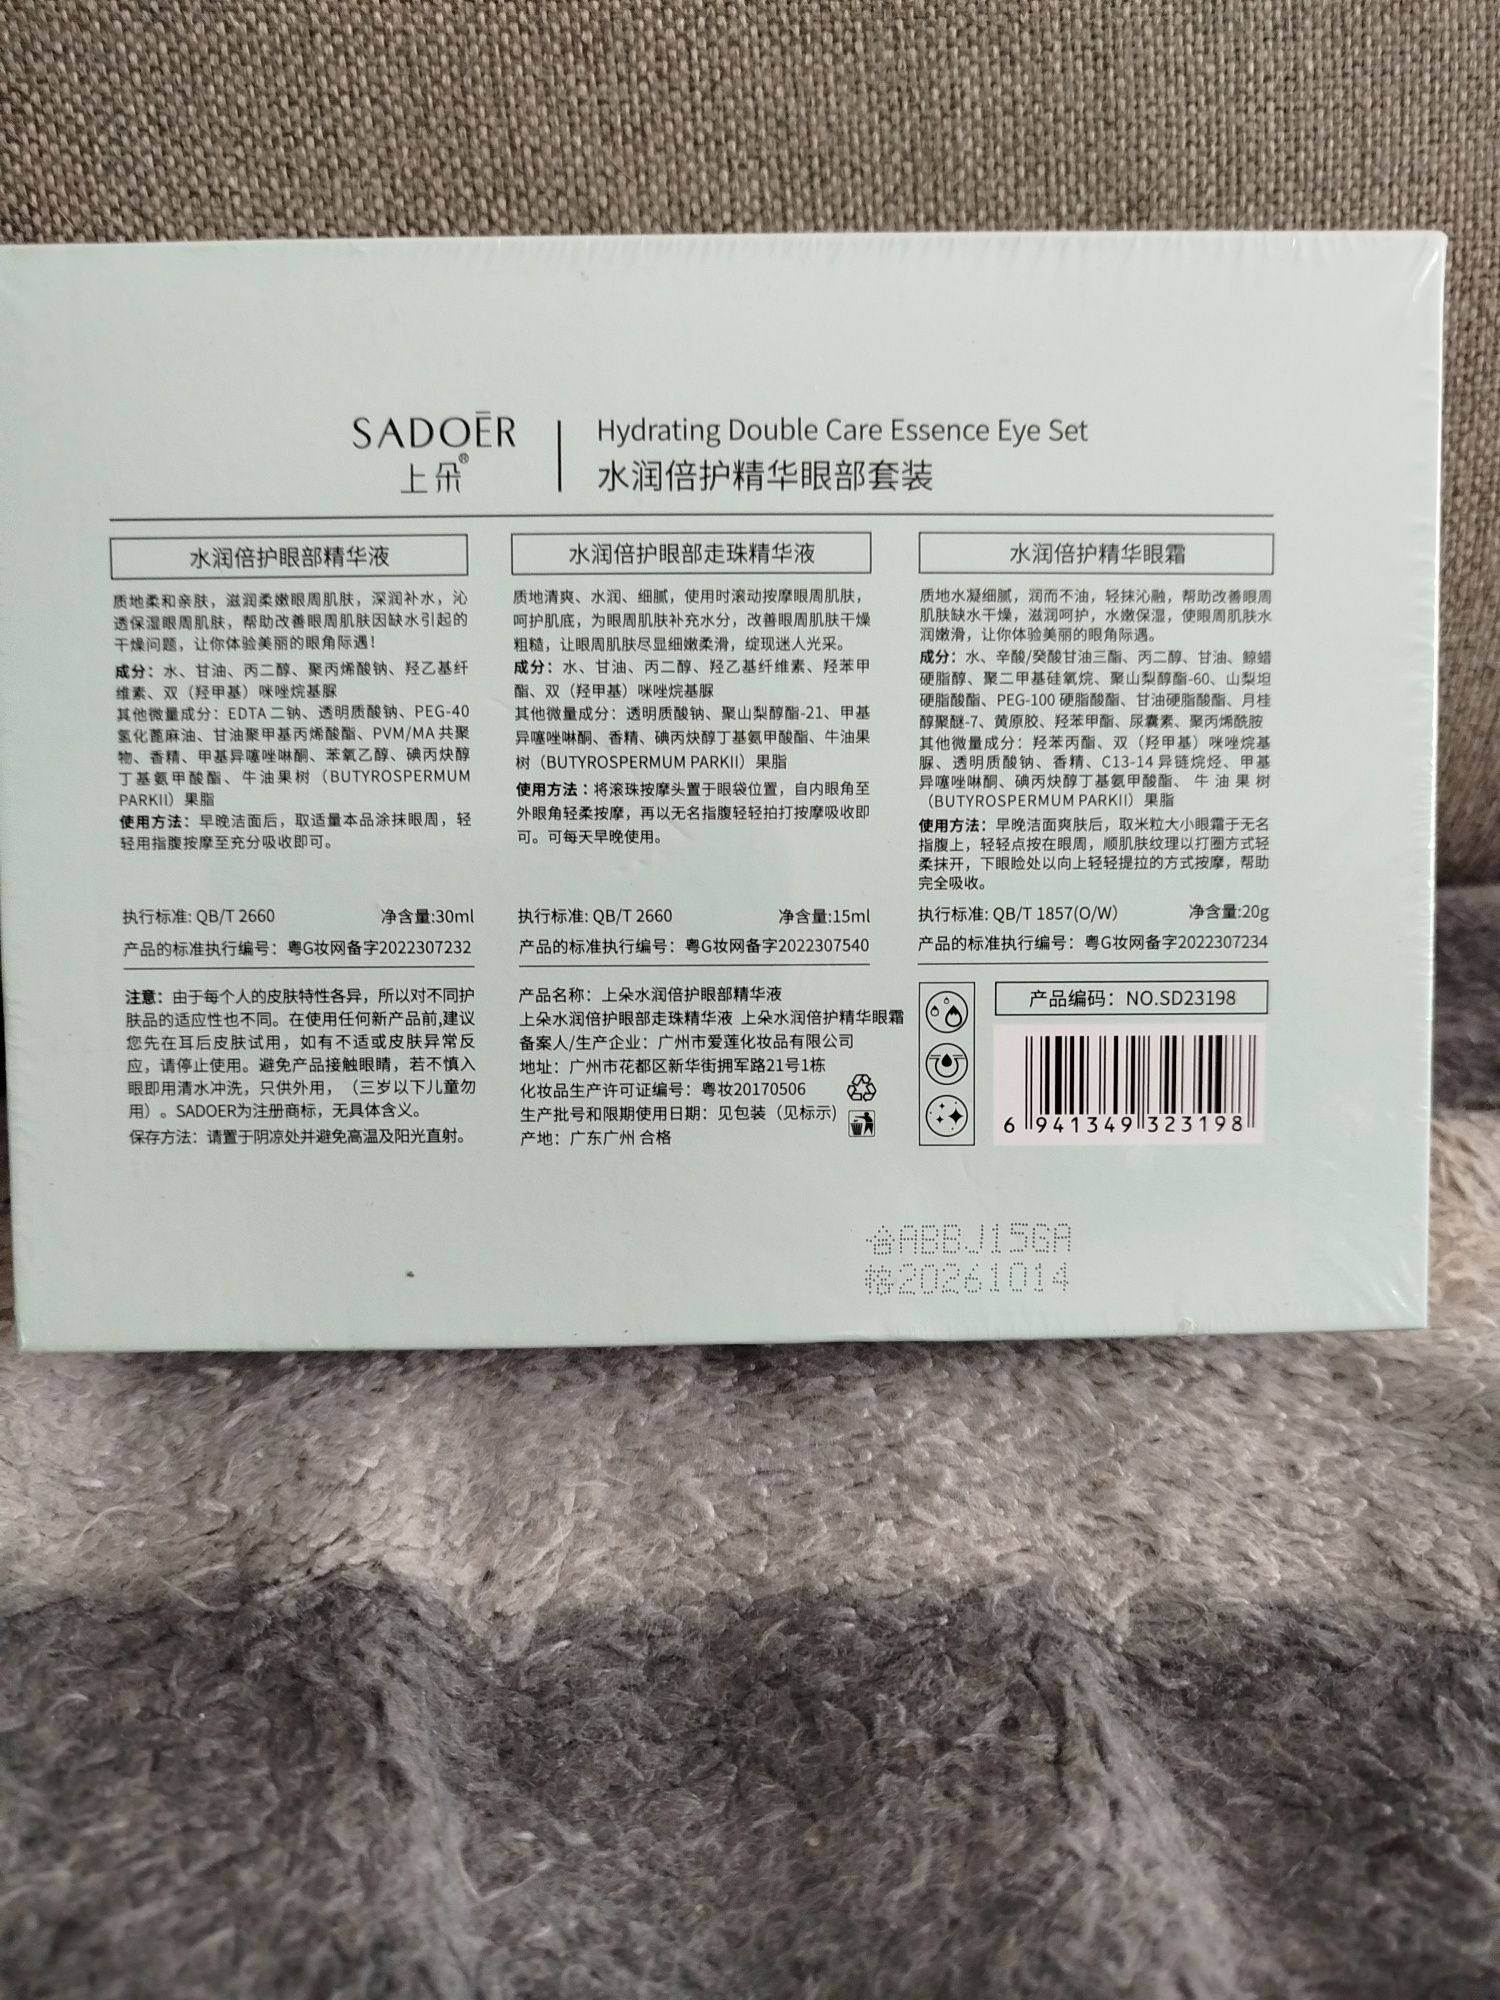 SADOĒR
上朵®
Hydrating Double Care Essence Eye Set
水润倍护精华眼部套装
水润倍护眼部精华液
质地柔和亲肤，滋润柔嫩眼周肌肤，深润补水，沁
透保湿眼周肌肤，帮助改善眼周肌肤因缺水引起的
干燥问题，让你体验美丽的眼角际遇！
成分：水、甘油、丙二醇、聚丙烯酸钠、羟乙基纤
维素、双（羟甲基）咪唑烷基脲
其他微量成分：EDTA 二钠、透明质酸钠、PEG-40
氢化蓖麻油、甘油聚甲基丙烯酸酯、PVM/MA 共聚
物、香精、甲基异噻唑啉酮、苯氧乙醇、碘丙炔醇
丁基氨甲酸酯、牛油果树（BUTYROSPERMUM
PARKII）果脂
使用方法：早晚洁面后，取适量本品涂抹眼周，轻
轻用指腹按摩至充分吸收即可。
执行标准: QB/T 2660 净含量:30ml
产品的标准执行编号：粤G妆网备字2022307232
水润倍护眼部走珠精华液
质地清爽、水润、细腻，使用时滚动按摩眼周肌肤，
呵护肌底，为眼周肌肤补充水分，改善眼周肌肤干燥
粗糙，让眼周肌肤尽显细嫩柔滑，绽现迷人光采。
成分：水、甘油、丙二醇、羟乙基纤维素、羟苯甲
酯、双（羟甲基）咪唑烷基脲
其他微量成分：透明质酸钠、聚山梨醇酯-21、甲基
异噻唑啉酮、香精、碘丙炔醇丁基氨甲酸酯、牛油果
树（BUTYROSPERMUM PARKII）果脂
使用方法：将滚珠按摩头置于眼袋位置，自内眼角至
外眼角轻柔按摩，再以无名指腹轻轻拍打按摩吸收即
可。可每天早晚使用。
执行标准: QB/T 2660 净含量:15ml
产品的标准执行编号：粤G妆网备字2022307540
水润倍护精华眼霜
质地水凝细腻，润而不油，轻抹沁融，帮助改善眼周
肌肤缺水干燥，滋润呵护，水嫩保湿，使眼周肌肤水
润嫩滑，让你体验美丽的眼角际遇。
成分：水、辛酸/癸酸甘油三酯、丙二醇、甘油、鲸蜡
硬脂醇、聚二甲基硅氧烷、聚山梨醇酯-60、山梨坦
硬脂酸酯、PEG-100 硬脂酸酯、甘油硬脂酸酯、月桂
醇聚醚-7、黄原胶、羟苯甲酯、尿囊素、聚丙烯酰胺
其他微量成分：羟苯丙酯、双（羟甲基）咪唑烷基
脲、透明质酸钠、香精、C13-14 异链烷烃、甲基
异噻唑啉酮、碘丙炔醇丁基氨甲酸酯、牛油果树
（BUTYROSPERMUM PARKII）果脂
使用方法：早晚洁面爽肤后，取米粒大小眼霜于无名
指腹上，轻轻点按在眼周，顺肌肤纹理以打圈方式轻
柔抹开，下眼睑处以向上轻轻提拉的方式按摩，帮助
完全吸收。
执行标准: QB/T 1857(O/W) 净含量:20g
产品的标准执行编号：粤G妆网备字2022307234
注意：由于每个人的皮肤特性各异，所以对不同护
肤品的适应性也不同。在使用任何新产品前,建议
您先在耳后皮肤试用，如有不适或皮肤异常反
应，请停止使用。避免产品接触眼睛，若不慎入
眼即用清水冲洗，只供外用，（三岁以下儿童勿
用）。SADOER为注册商标，无具体含义。
保存方法：请置于阴凉处并避免高温及阳光直射。
产品名称：上朵水润倍护眼部精华液
上朵水润倍护眼部走珠精华液 上朵水润倍护精华眼霜
备案人/生产企业：广州市爱莲化妆品有限公司
地址：广州市花都区新华街拥军路21号1栋
化妆品生产许可证编号：粤妆20170506
生产批号和限期使用日期：见包装（见标示）
产地：广东广州 合格
产品编码：NO.SD23198
6 941349 323198
合ABBJ15GA
格20261014